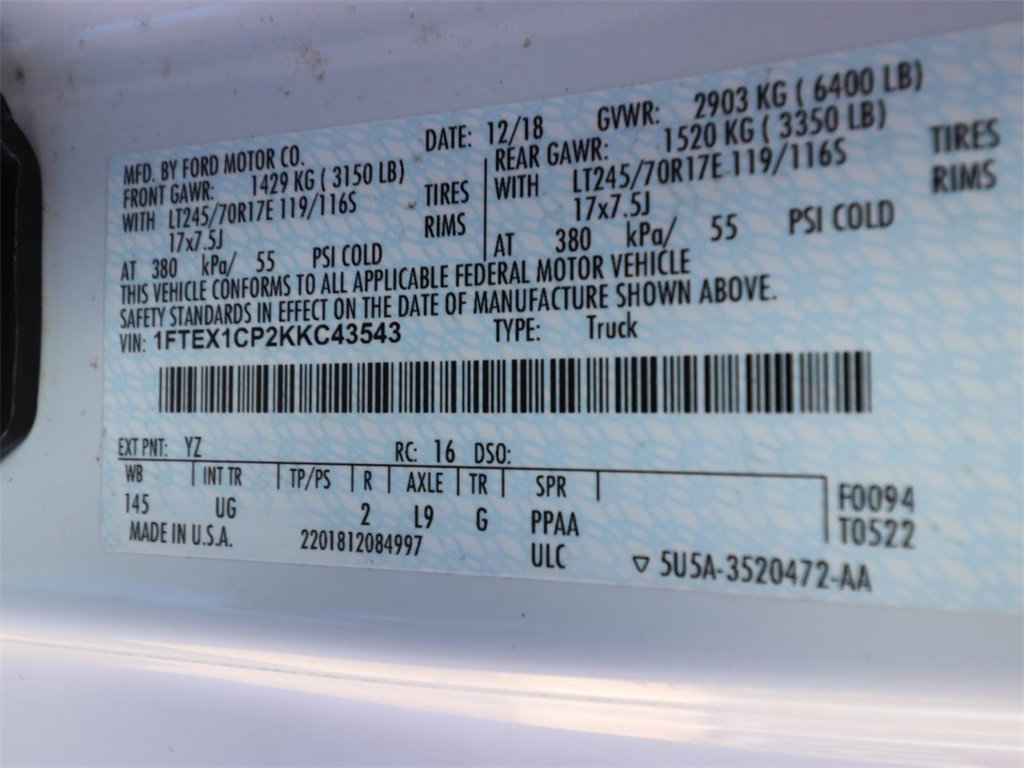 MFD. BY FORD MOTOR CO. DATE: 12/18 GVWR: 2903 KG ( 6400 LB)
FRONT GAWR: 1429 KG ( 3150 LB)
WITH LT245/70R17E 119/116S TIRES
17x7.5J RIMS
AT 380 kPa/ 55 PSI COLD
REAR GAWR: 1520 KG ( 3350 LB)
WITH LT245/70R17E 119/116S TIRES
17x7.5J RIMS
AT 380 kPa/ 55 PSI COLD
THIS VEHICLE CONFORMS TO ALL APPLICABLE FEDERAL MOTOR VEHICLE
SAFETY STANDARDS IN EFFECT ON THE DATE OF MANUFACTURE SHOWN ABOVE.
VIN: 1FTEX1CP2KKC43543 TYPE: Truck
EXT PNT: YZ RC: 16 DSO:
WB INT TR TP/PS R AXLE TR SPR
145 UG 2 L9 G PPAA
F0094
T0522
MADE IN U.S.A. 2201812084997 ULC ▽ 5U5A-3520472-AA